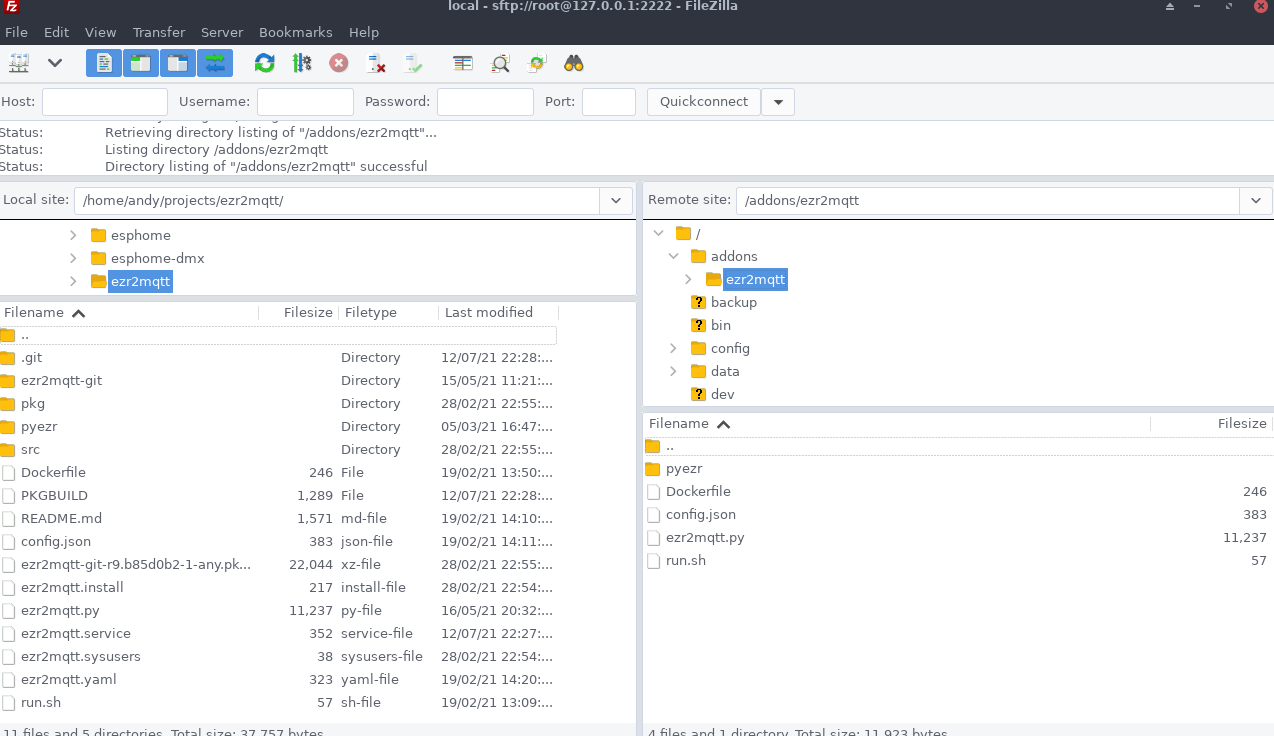 local - sftp://root@127.0.0.1:2222 - FileZilla
File Edit View Transfer Server Bookmarks Help
Host: Username: Password: Port: Quickconnect
Status: Retrieving directory listing of "/addons/ezr2mqtt"...
Status: Listing directory /addons/ezr2mqtt
Status: Directory listing of "/addons/ezr2mqtt" successful
Local site: /home/andy/projects/ezr2mqtt/
esphome
esphome-dmx
ezr2mqtt
Filename Filesize Filetype Last modified
..
.git Directory 12/07/21 22:28:...
ezr2mqtt-git Directory 15/05/21 11:21:...
pkg Directory 28/02/21 22:55:...
pyezr Directory 05/03/21 16:47:...
src Directory 28/02/21 22:55:...
Dockerfile 246 File 19/02/21 13:50:...
PKGBUILD 1,289 File 12/07/21 22:28:...
README.md 1,571 md-file 19/02/21 14:10:...
config.json 383 json-file 19/02/21 14:11:...
ezr2mqtt-git-r9.b85d0b2-1-any.pk... 22,044 xz-file 28/02/21 22:55:...
ezr2mqtt.install 217 install-file 28/02/21 22:54:...
ezr2mqtt.py 11,237 py-file 16/05/21 20:32:...
ezr2mqtt.service 352 service-file 12/07/21 22:27:...
ezr2mqtt.sysusers 38 sysusers-file 28/02/21 22:54:...
ezr2mqtt.yaml 323 yaml-file 19/02/21 14:20:...
run.sh 57 sh-file 19/02/21 13:09:...
11 files and 5 directories. Total size: 37,757 bytes
Remote site: /addons/ezr2mqtt
/
addons
ezr2mqtt
backup
bin
config
data
dev
Filename Filesize
..
pyezr
Dockerfile 246
config.json 383
ezr2mqtt.py 11,237
run.sh 57
4 files and 1 directory. Total size: 11,923 bytes